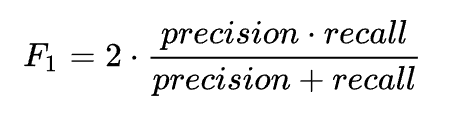 F₁ = 2 · precision · recall / precision + recall